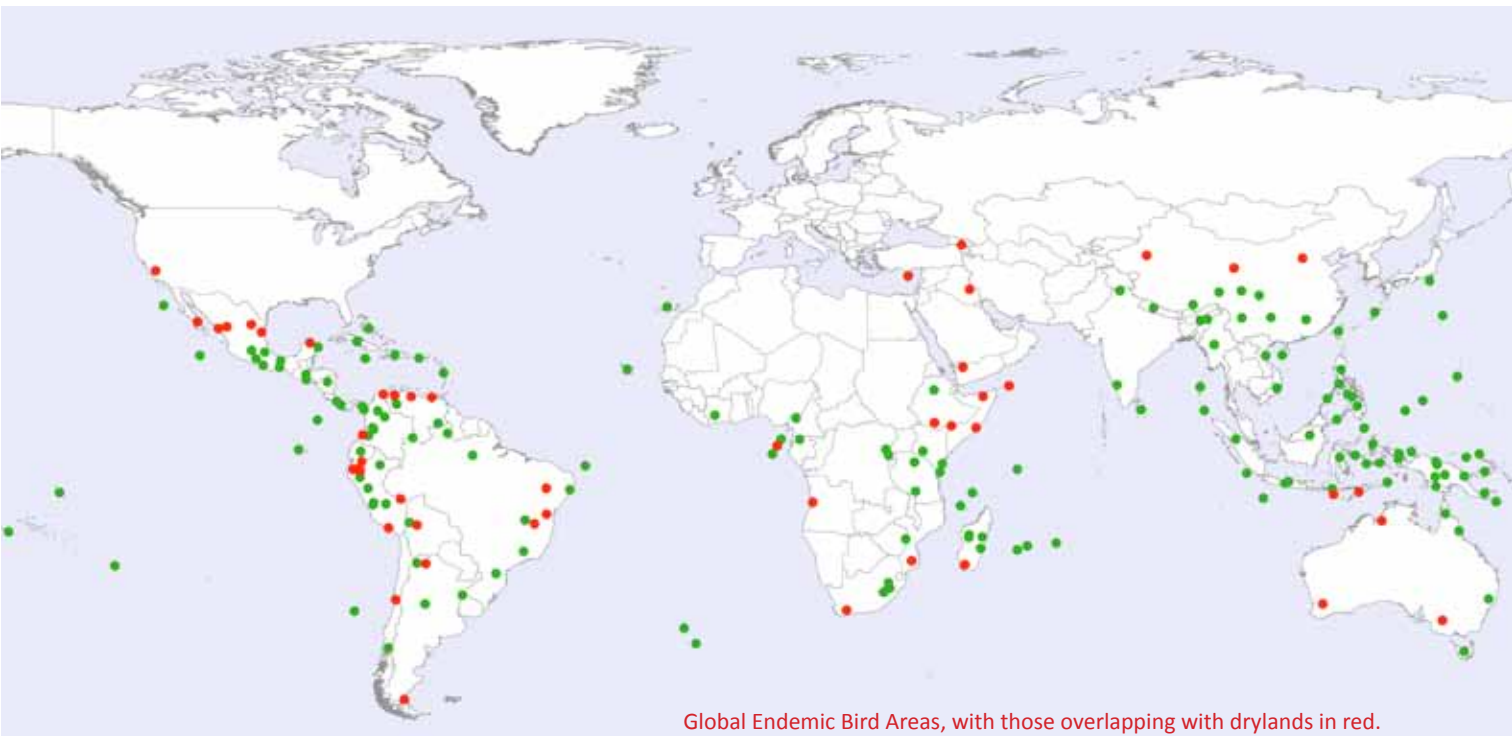 Global Endemic Bird Areas, with those overlapping with drylands in red.